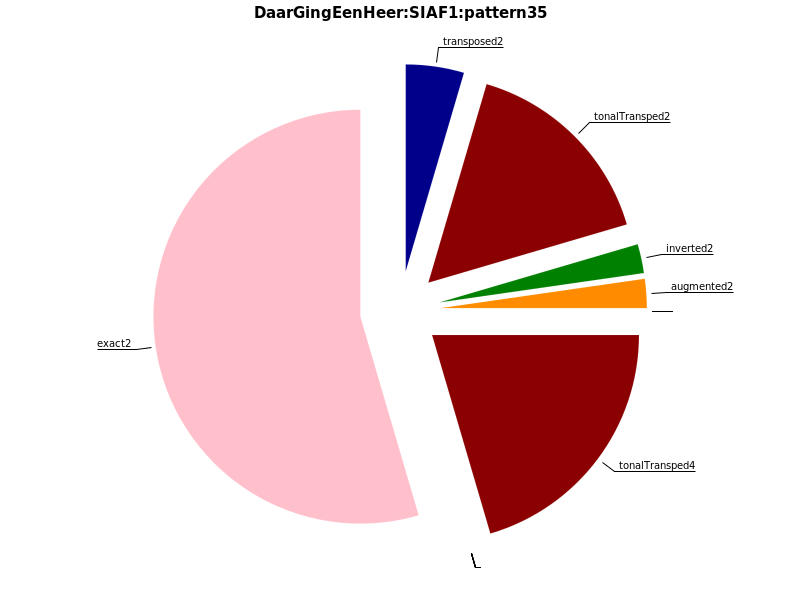 DaarGingEenHeer:SIAF1:pattern35
transposed2
tonalTransped2
inverted2
augmented2
exact2
tonalTransped4